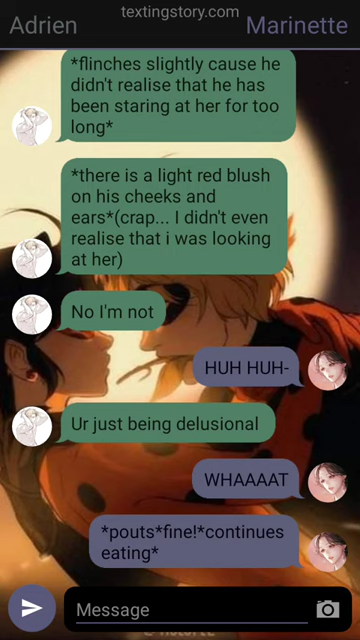 textingstory.com
Adrien
Marinette
*flinches slightly cause he
didn't realise that he has
been staring at her for too
long*
*there is a light red blush
on his cheeks and
ears*(crap... I didn't even
realise that i was looking
at her)
No I'm not
HUH HUH-
Ur just being delusional
WHAAAAT
*pouts*fine!*continues
eating*
Message